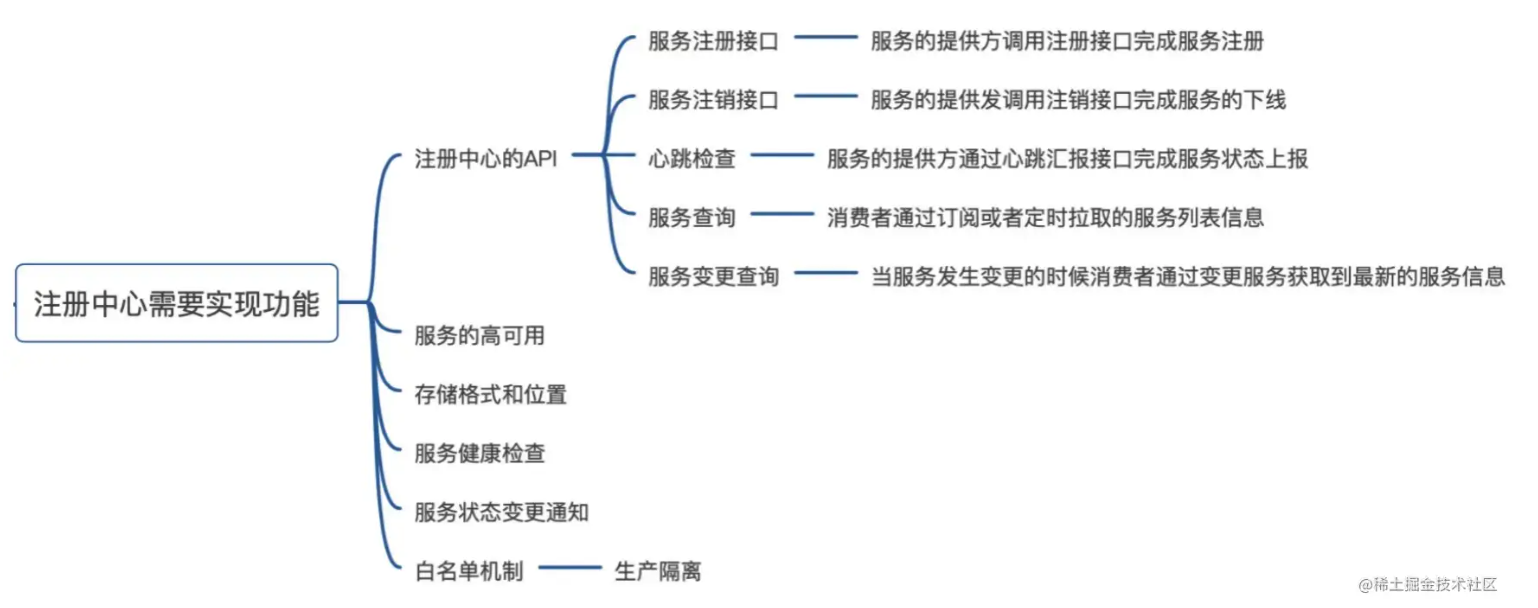 注册中心需要实现功能
注册中心的API
服务注册接口
服务的提供方调用注册接口完成服务注册
服务注销接口
服务的提供发调用注销接口完成服务的下线
心跳检查
服务的提供方通过心跳汇报接口完成服务状态上报
服务查询
消费者通过订阅或者定时拉取的服务列表信息
服务变更查询
当服务发生变更的时候消费者通过变更服务获取到最新的服务信息
服务的高可用
存储格式和位置
服务健康检查
服务状态变更通知
白名单机制
生产隔离
@稀土掘金技术社区